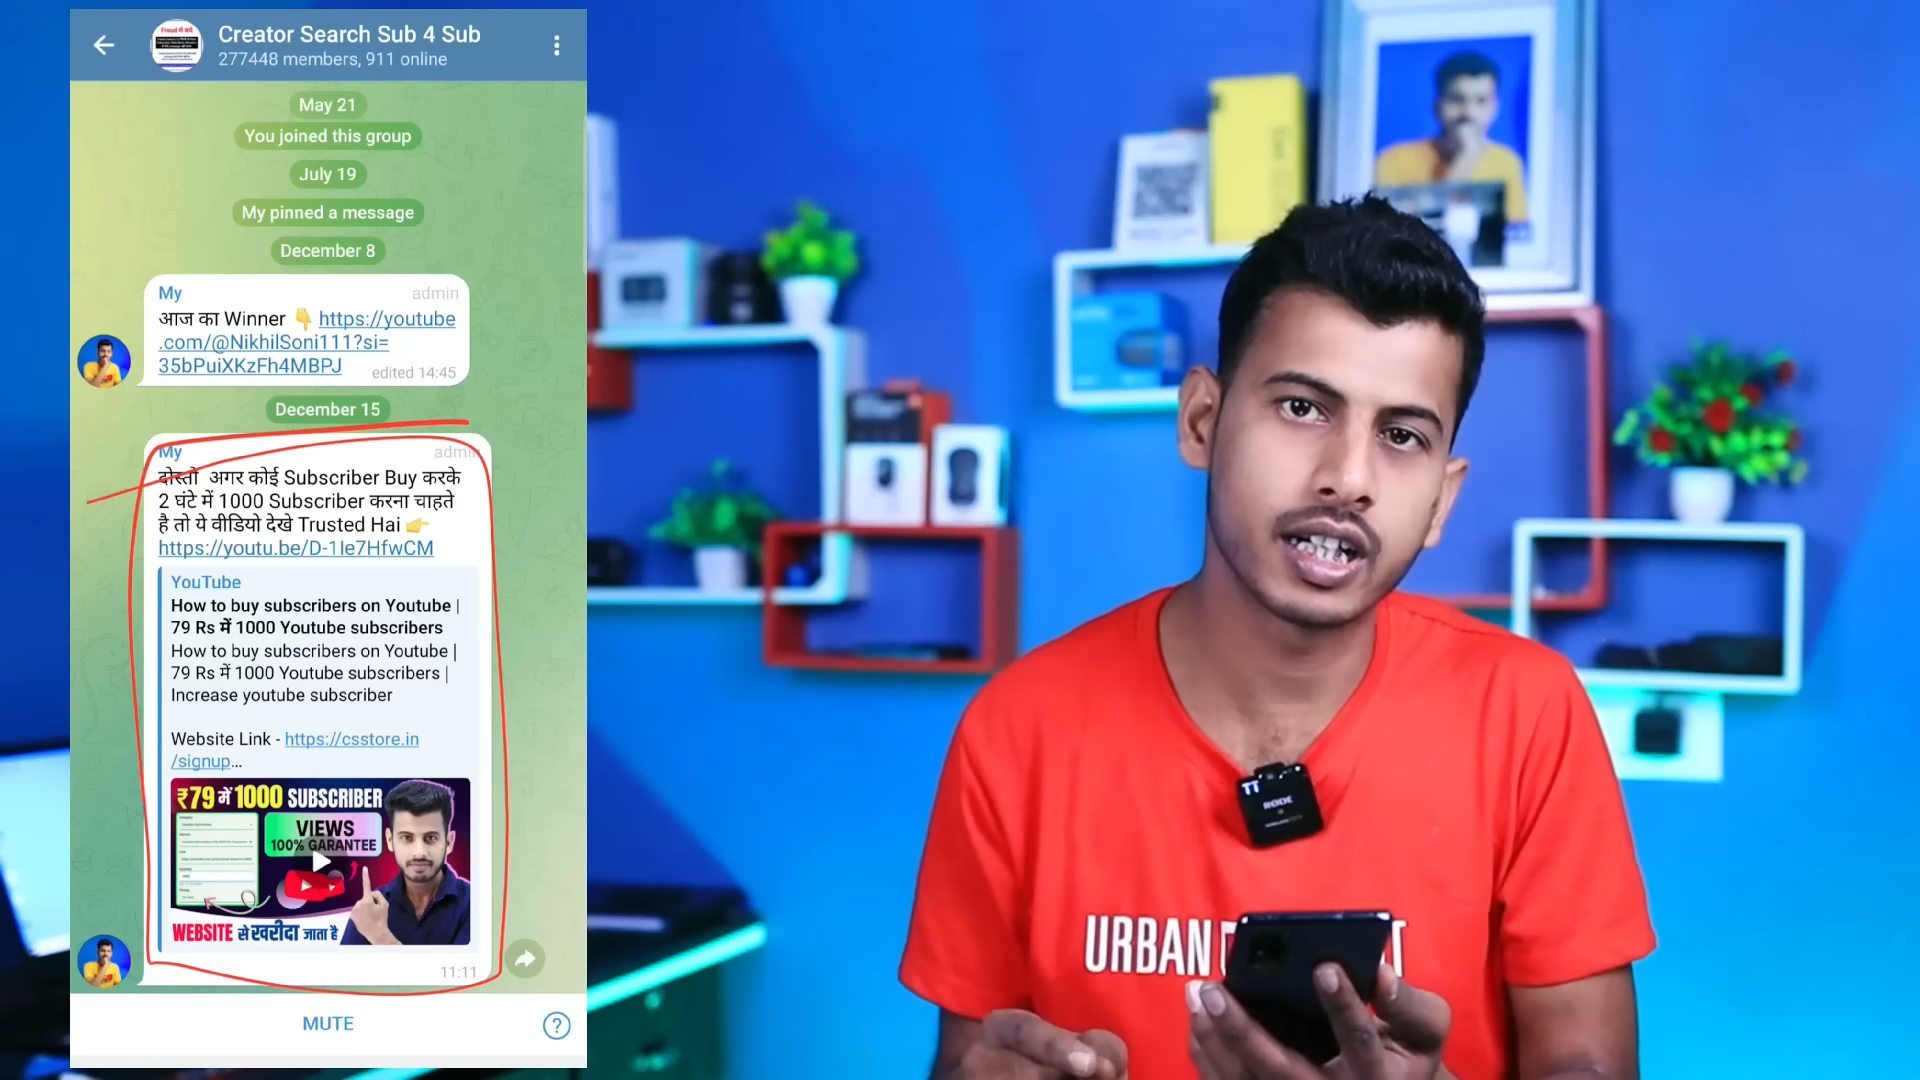 Creator Search Sub 4 Sub
277448 members, 911 online
May 21
You joined this group
July 19
My pinned a message
December 8
My admin
आज का Winner 👇 https://youtube
.com/@NikhilSoni111?si=
35bPuiXKzFh4MBPJ edited 14:45
December 15
My admin
दोस्तो अगर कोई Subscriber Buy करके
2 घंटे में 1000 Subscriber करना चाहते
है तो ये वीडियो देखे Trusted Hai 👉
https://youtu.be/D-1Ie7HfwCM
YouTube
How to buy subscribers on Youtube |
79 Rs में 1000 Youtube subscribers
How to buy subscribers on Youtube |
79 Rs में 1000 Youtube subscribers |
Increase youtube subscriber
Website Link - https://csstore.in
/signup…
₹79 में 1000 SUBSCRIBER
VIEWS
100% GARANTEE
WEBSITE से खरीदा जाता है
11:11
MUTE
RODE
URBAN